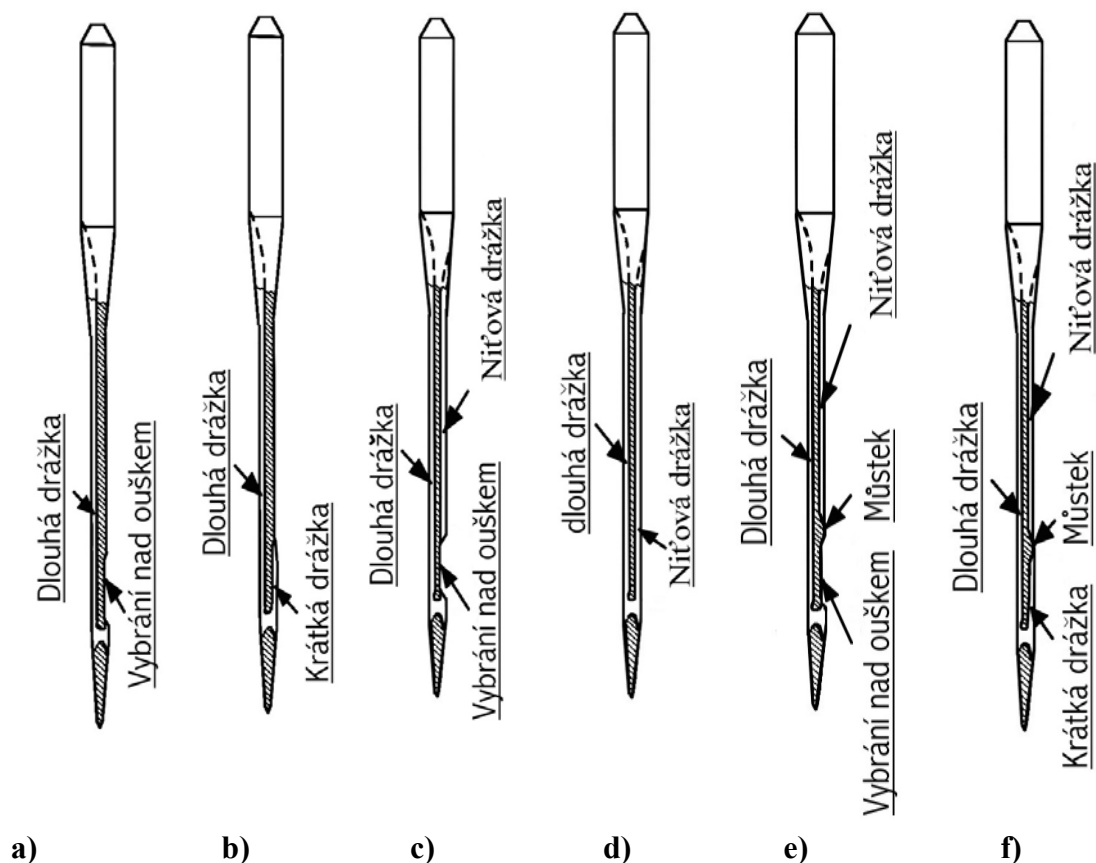 Dlouhá drážka
Vybrání nad ouškem
Dlouhá drážka
Krátká drážka
Dlouhá drážka
Niťová drážka
Vybrání nad ouškem
dlouhá drážka
Niťová drážka
Dlouhá drážka
Niťová drážka
Můstek
Vybrání nad ouškem
Dlouhá drážka
Niťová drážka
Můstek
Krátká drážka
a) b) c) d) e) f)